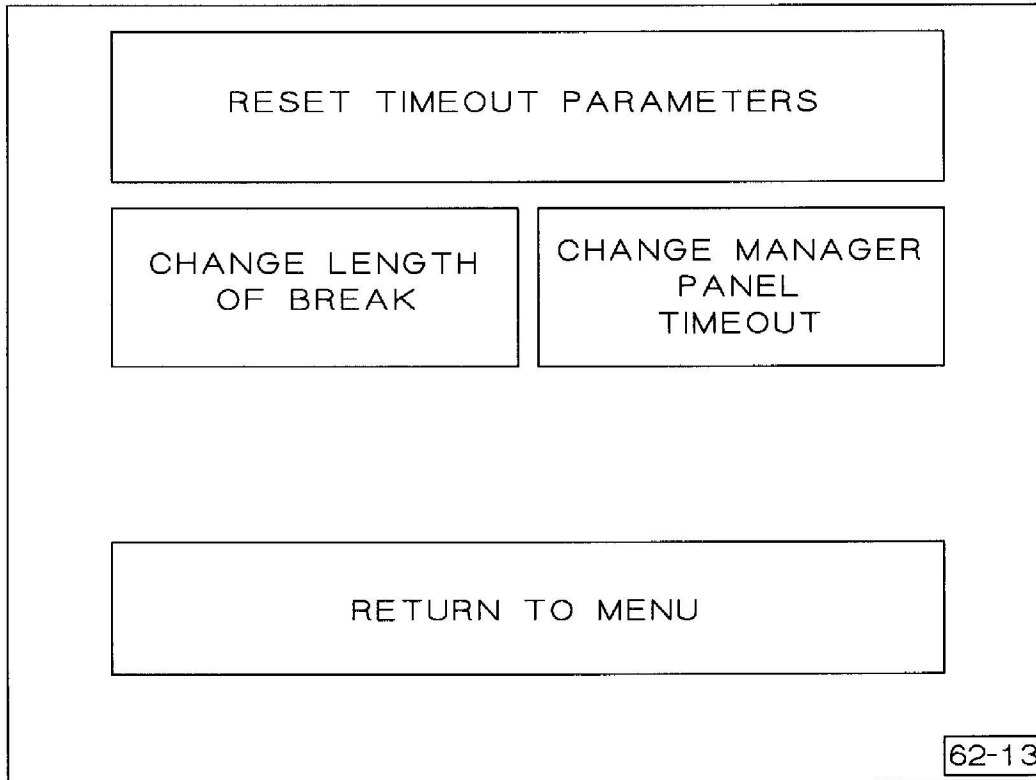 RESET TIMEOUT PARAMETERS
CHANGE LENGTH
OF BREAK
CHANGE MANAGER
PANEL
TIMEOUT
RETURN TO MENU
62-13